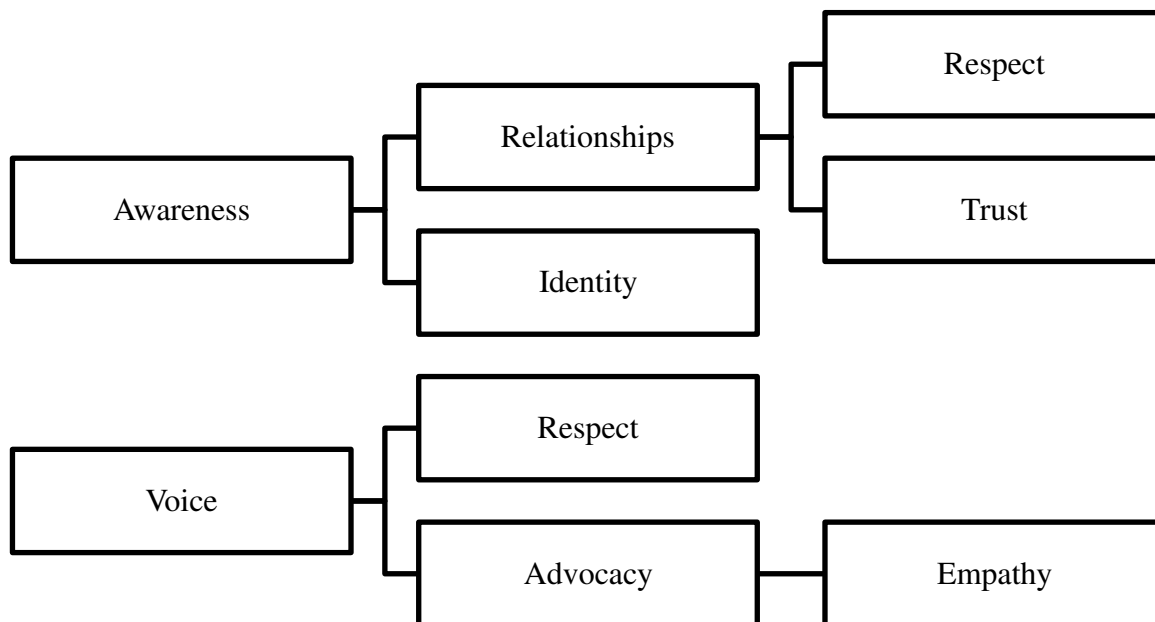 Awareness
Relationships
Respect
Trust
Identity
Voice
Respect
Advocacy
Empathy